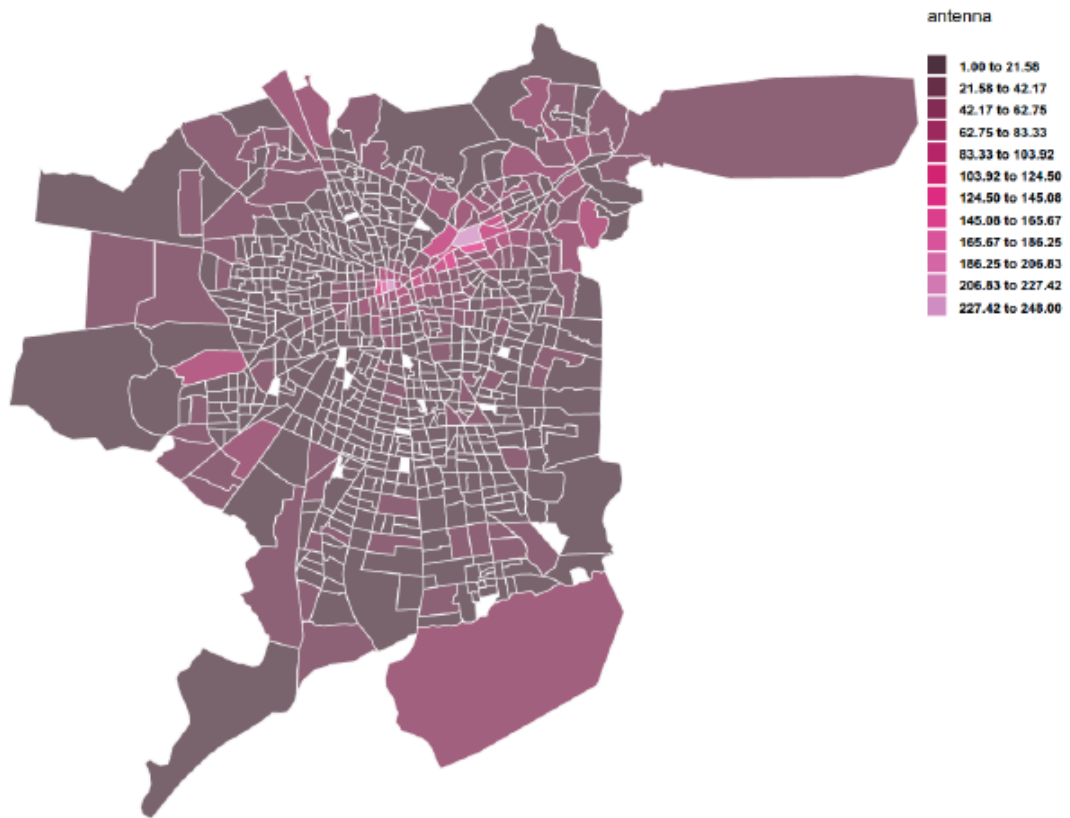 antenna
1.00 to 21.58
21.58 to 42.17
42.17 to 62.75
62.75 to 83.33
83.33 to 103.92
103.92 to 124.50
124.50 to 145.08
145.08 to 165.67
165.67 to 186.25
186.25 to 206.83
206.83 to 227.42
227.42 to 248.00